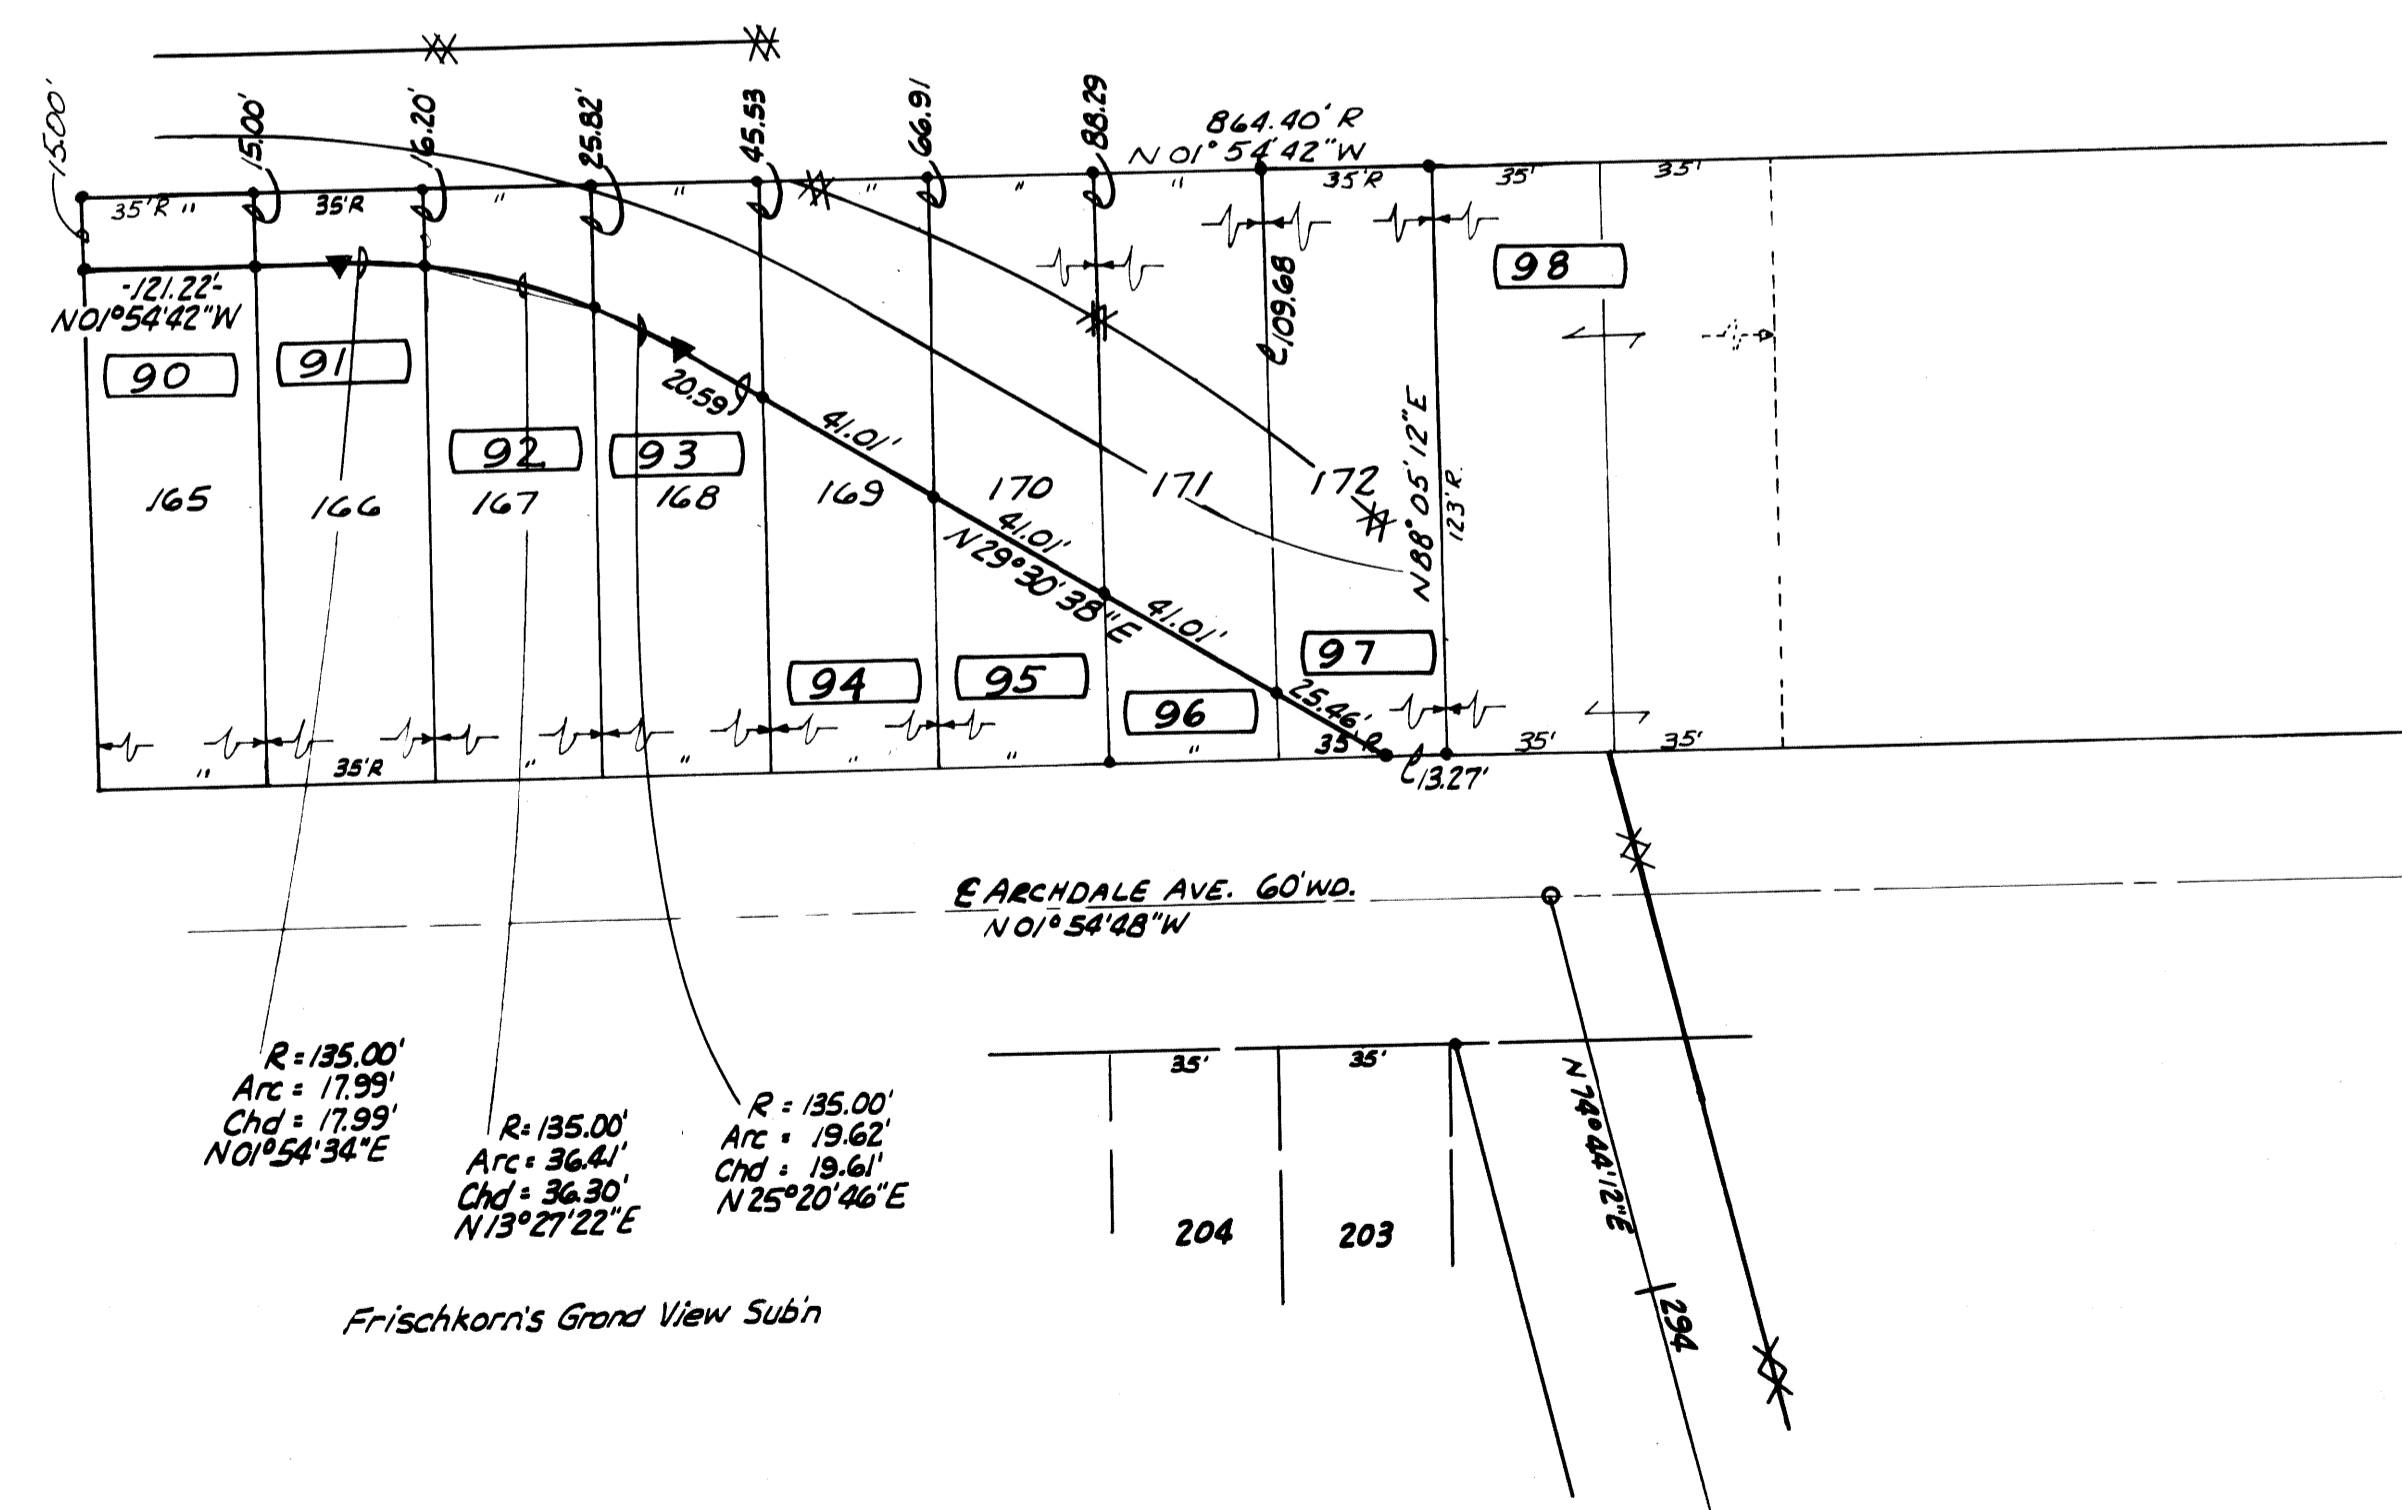 15.00'
15.00'
16.20'
25.82'
45.53
66.91
88.29
864.40' R
N 01° 54' 42" W
35'R "
35'R
"
"
"
"
"
35'R
35'
35'
-121.22'-
N01°54'42"W
109.68
98
90
91
92
93
20.59
41.01'
165
166
167
168
169
170
171
172
N88°05'12"E
123'R.
41.01'
N29°30'38"E
41.01'
94
95
96
97
25.46'
"
35'R
"
"
"
"
"
35'R
35'
35'
13.27'
℄ ARCHDALE AVE. 60'WD.
N01°54'48"W
R=135.00'
Arc = 17.99'
Chd = 17.99'
N01°54'34"E
R=135.00'
Arc = 36.41'
Chd = 36.30'
N13°27'22"E
R = 135.00'
Arc = 19.62'
Chd = 19.61'
N25°20'46"E
35'
35'
N74°44'12"E
204
203
294
Frischkorn's Grand View Sub'n